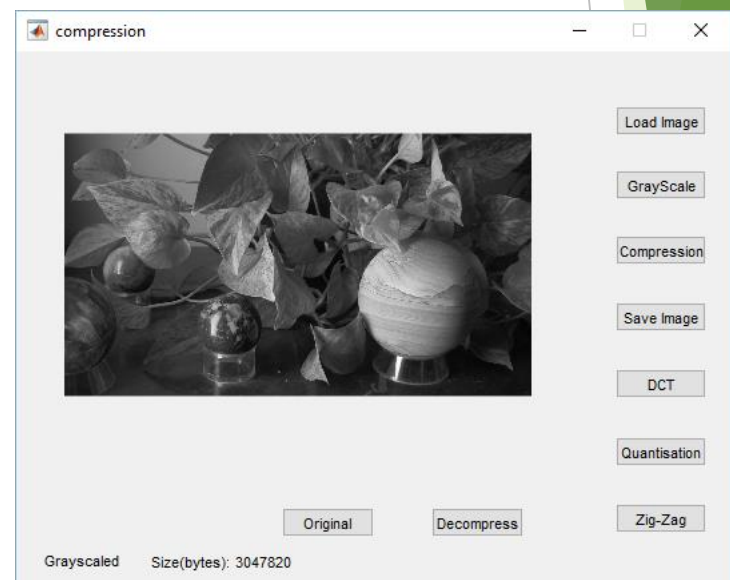 compression
Load Image
GrayScale
Compression
Save Image
DCT
Quantisation
Original
Decompress
Zig-Zag
Grayscaled
Size(bytes): 3047820